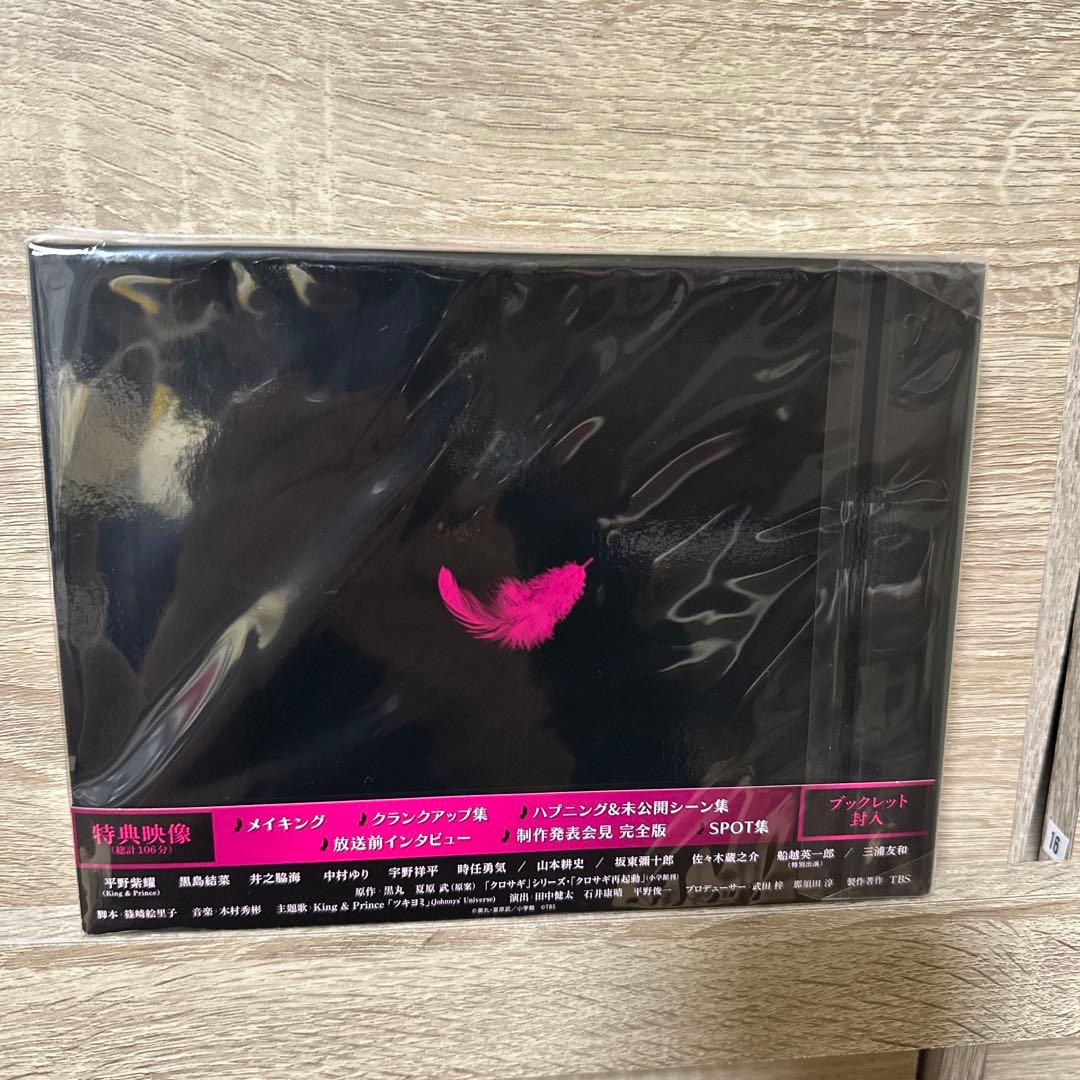 特典映像
(総計106分)
メイキング クランクアップ集 ハプニング&未公開シーン集
放送前インタビュー 制作発表会見 完全版 SPOT集
ブックレット
封入
平野紫耀 黒島結菜 井之脇海 中村ゆり 宇野祥平 時任勇気 / 山本耕史 / 坂東彌十郎 佐々木蔵之介 船越英一郎 / 三浦友和
(King & Prince) (特別出演)
原作:黒丸 夏原 武(原案)「クロサギ」シリーズ・「クロサギ再起動」(小学館刊) プロデューサー:武田 梓 那須田 淳 製作著作:TBS
脚本:篠﨑絵里子 音楽:木村秀彬 主題歌:King & Prince「ツキヨミ」(Johnnys' Universe) 演出:田中健太 石井康晴 平野俊一
©黒丸・夏原武/小学館 ©TBS
16